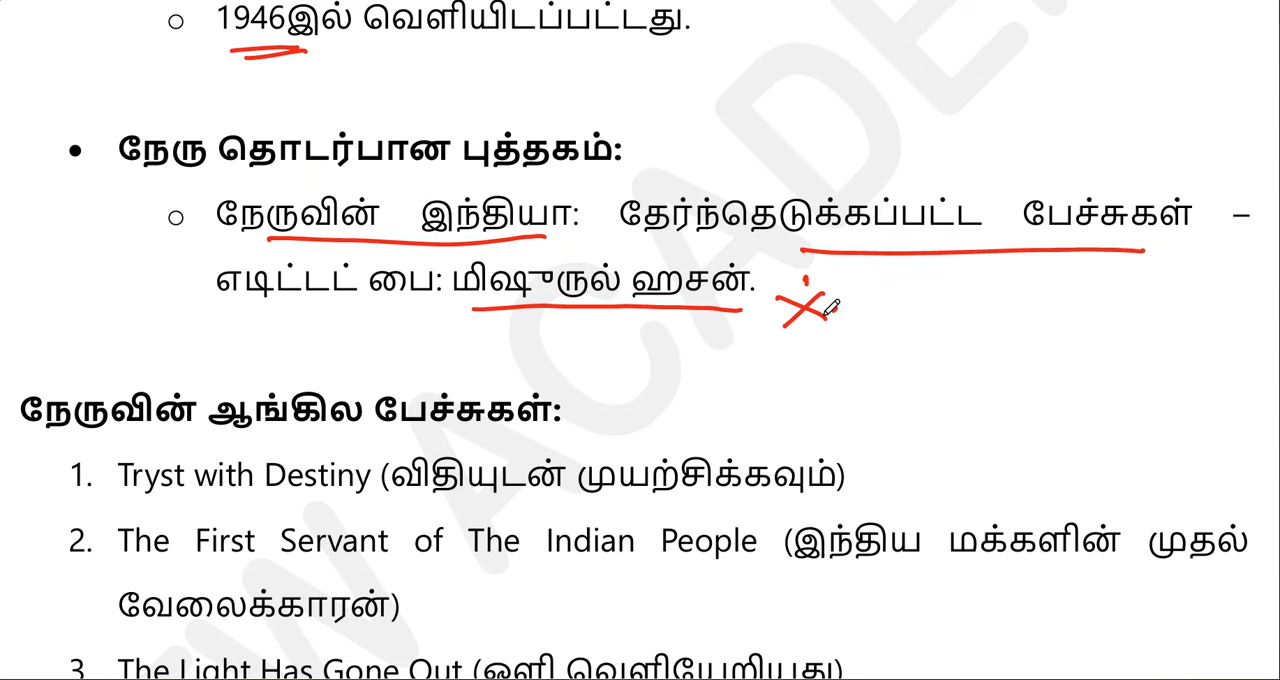 ○ 1946இல் வெளியிடப்பட்டது.
• நேரு தொடர்பான புத்தகம்:
○ நேருவின் இந்தியா: தேர்ந்தெடுக்கப்பட்ட பேச்சுகள் –
எடிட்டட் பை: மிஷுருல் ஹசன்.
நேருவின் ஆங்கில பேச்சுகள்:
1. Tryst with Destiny (விதியுடன் முயற்சிக்கவும்)
2. The First Servant of The Indian People (இந்திய மக்களின் முதல்
வேலைக்காரன்)
3. The Light Has Gone Out (ஒளி வெளியேறியது)